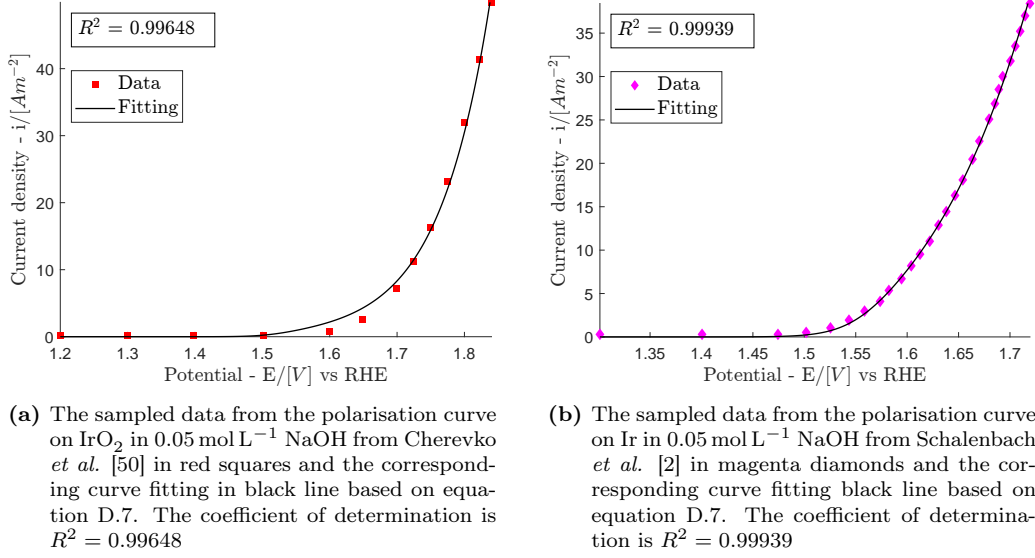 R² = 0.99648
Data
Fitting
Current density - i/[Am⁻²]
0
10
20
30
40
1.2
1.3
1.4
1.5
1.6
1.7
1.8
Potential - E/[V] vs RHE
(a) The sampled data from the polarisation curve
on IrO₂ in 0.05 mol L⁻¹ NaOH from Cherevko
et al. [50] in red squares and the correspond-
ing curve fitting in black line based on equa-
tion D.7. The coefficient of determination is
R² = 0.99648
R² = 0.99939
Data
Fitting
Current density - i/[Am⁻²]
0
5
10
15
20
25
30
35
1.35
1.4
1.45
1.5
1.55
1.6
1.65
1.7
Potential - E/[V] vs RHE
(b) The sampled data from the polarisation curve
on Ir in 0.05 mol L⁻¹ NaOH from Schalenbach
et al. [2] in magenta diamonds and the cor-
responding curve fitting black line based on
equation D.7. The coefficient of determina-
tion is R² = 0.99939